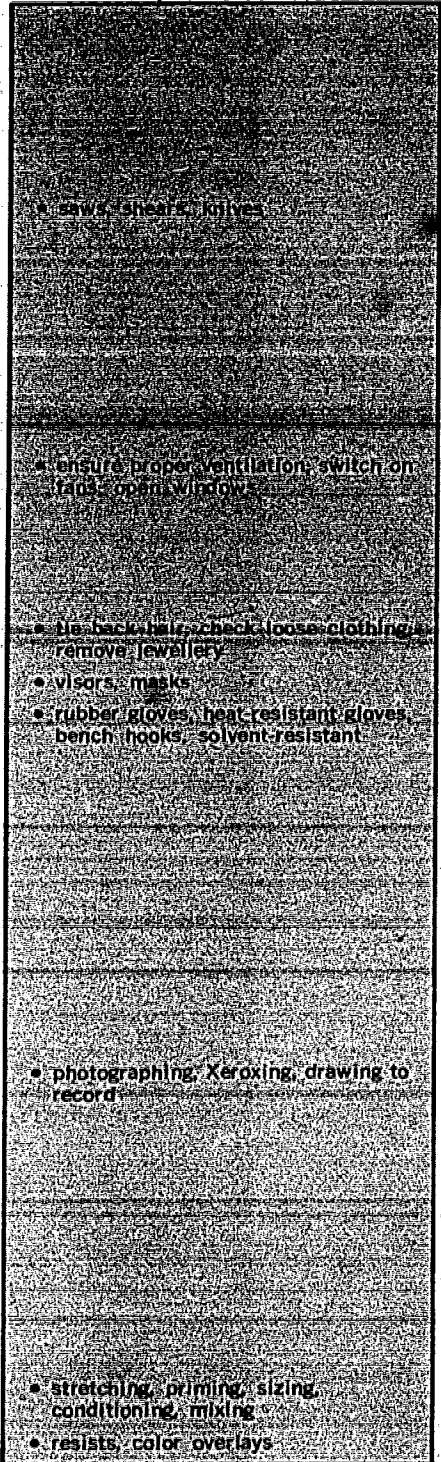 • saws, shears, knives
• ensure proper ventilation, switch on
fans, open windows
• tie back hair, check loose clothing,
remove jewellery
• visors, masks
• rubber gloves, heat-resistant gloves,
bench hooks, solvent-resistant
• photographing, Xeroxing, drawing to
record
• stretching, priming, sizing,
conditioning, mixing
• resists, color overlays